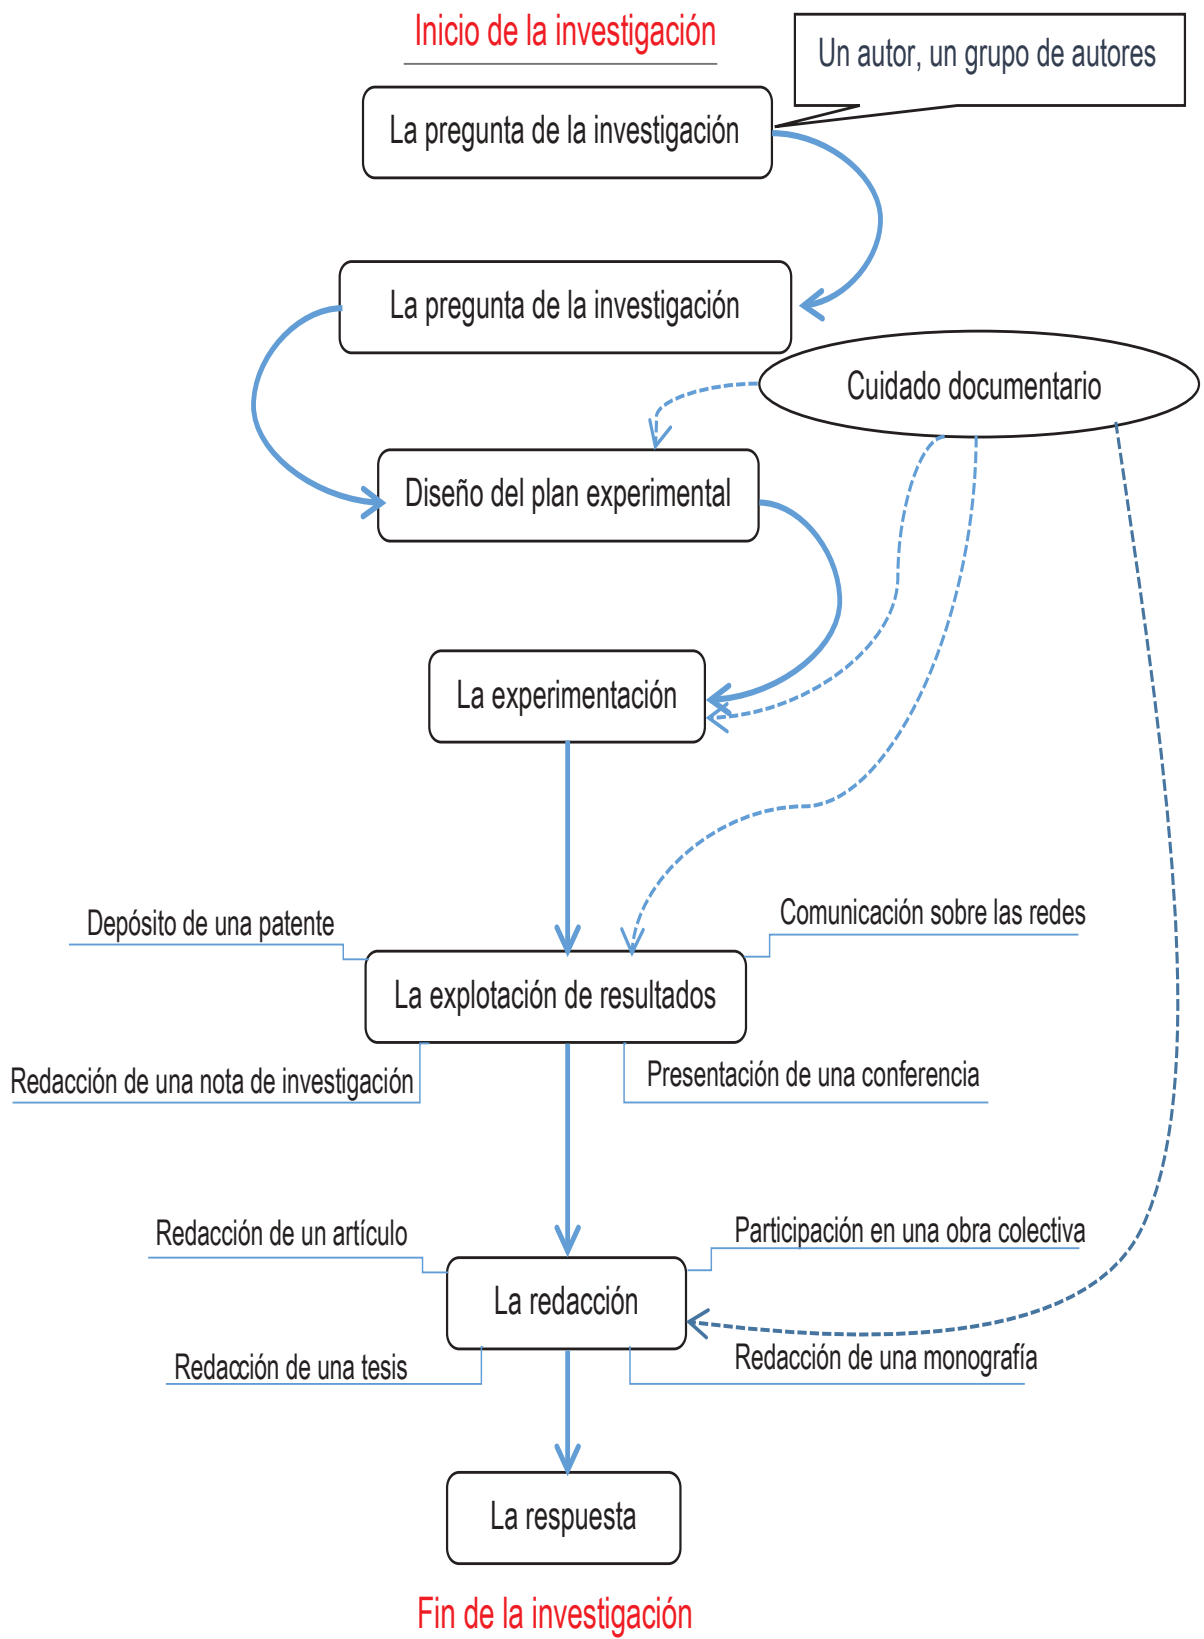 Inicio de la investigación
Un autor, un grupo de autores
La pregunta de la investigación
La pregunta de la investigación
Cuidado documentario
Diseño del plan experimental
La experimentación
Depósito de una patente
Comunicación sobre las redes
La explotación de resultados
Redacción de una nota de investigación
Presentación de una conferencia
Redacción de un artículo
Participación en una obra colectiva
La redacción
Redacción de una tesis
Redacción de una monografía
La respuesta
Fin de la investigación